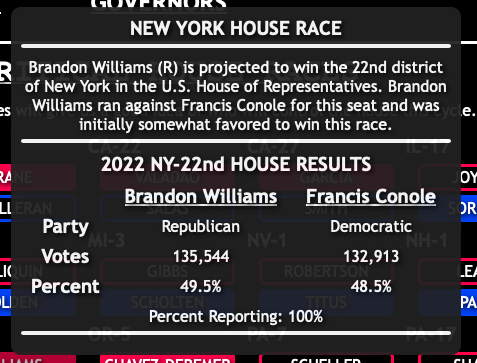 GOVERNORS
NEW YORK HOUSE RACE
Brandon Williams (R) is projected to win the 22nd district
of New York in the U.S. House of Representatives. Brandon
Williams ran against Francis Conole for this seat and was
initially somewhat favored to win this race.
CA-22 CA-27 IL-17
2022 NY-22nd HOUSE RESULTS
VALADAO GARCIA
Brandon Williams Francis Conole
SALAS SMITH
Party Republican Democratic
MI-3 NV-1 NH-1
Votes 135,544 132,913
GIBBS ROBERTSON
Percent 49.5% 48.5%
SCHOLTEN TITUS
Percent Reporting: 100%
OR-5 PA-7 PA-17
CHAVEZ-DEREMER SCHELLER